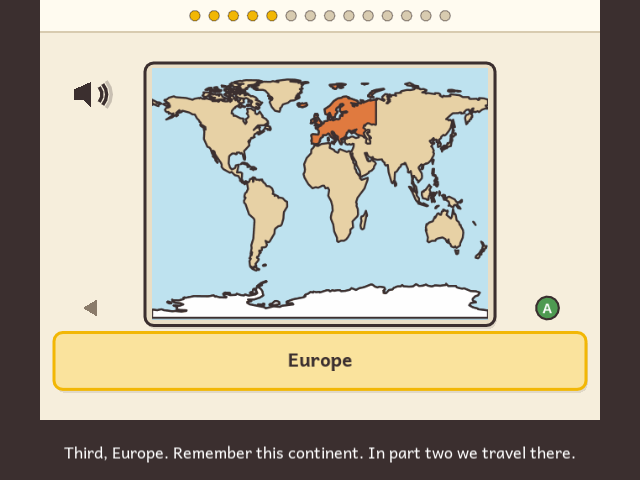 A
Europe
Third, Europe. Remember this continent. In part two we travel there.